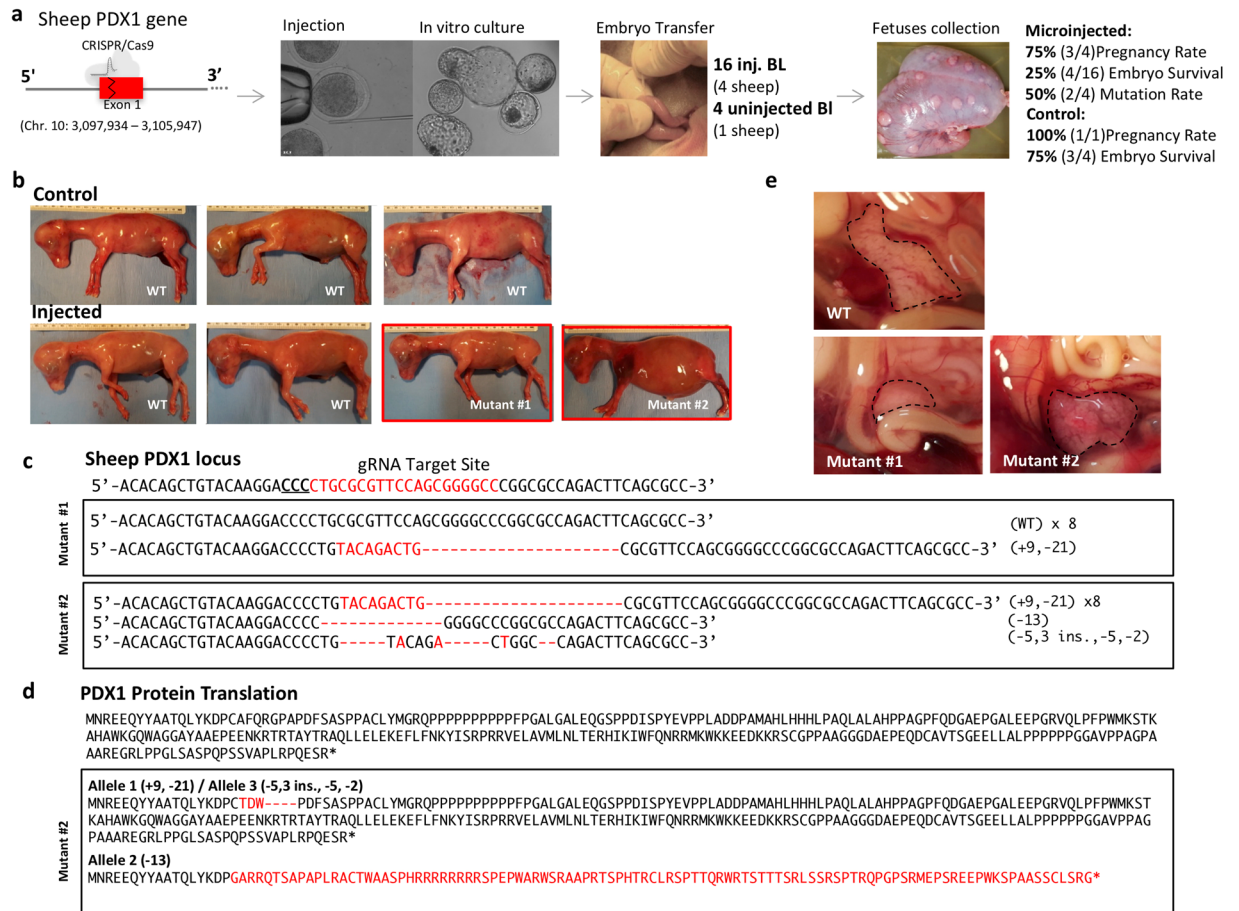 a
Sheep PDX1 gene
CRISPR/Cas9
5'
3’
Exon 1
(Chr. 10: 3,097,934 – 3,105,947)
Injection
In vitro culture
Embryo Transfer
16 inj. BL
(4 sheep)
4 uninjected Bl
(1 sheep)
Fetuses collection
Microinjected:
75% (3/4)Pregnancy Rate
25% (4/16) Embryo Survival
50% (2/4) Mutation Rate
Control:
100% (1/1)Pregnancy Rate
75% (3/4) Embryo Survival
b
Control
WT
WT
WT
Injected
WT
WT
Mutant #1
Mutant #2
e
WT
Mutant #1
Mutant #2
c
Sheep PDX1 locus
gRNA Target Site
5’-ACACAGCTGTACAAGGACCCCTGCGCGTTCCAGCGGGGCCCGGCGCCAGACTTCAGCGCC-3’
Mutant #1
5’-ACACAGCTGTACAAGGACCCCTGCGCGTTCCAGCGGGGCCCGGCGCCAGACTTCAGCGCC-3’
(WT) x 8
5’-ACACAGCTGTACAAGGACCCCTGTACAGACTG---------------------CGCGTTCCAGCGGGGCCCGGCGCCAGACTTCAGCGCC-3’
(+9,-21)
Mutant #2
5’-ACACAGCTGTACAAGGACCCCTGTACAGACTG---------------------CGCGTTCCAGCGGGGCCCGGCGCCAGACTTCAGCGCC-3’
(+9,-21) x8
5’-ACACAGCTGTACAAGGACCCC-------------GGGGCCCGGCGCCAGACTTCAGCGCC-3’
(-13)
5’-ACACAGCTGTACAAGGACCCCTG-----TACAGA-----CTGGC--CAGACTTCAGCGCC-3’
(-5,3 ins.,-5,-2)
d
PDX1 Protein Translation
MNREEQYYAATQLYKDPCAFQRGPAPDFSASPPACLYMGRQPPPPPPPPPPPFPGALGALEQGSPPDISPYEVPPLADDPAMAHLHHHLPAQLALAHPPAGPFQDGAEPGALEEPGRVQLPFPWMKSTK
AHAWKGQWAGGAYAAEPEENKRTRTAYTRAQLLELEKEFLFNKYISRPRRVELAVMLNLTERHIKIWFQNRRMKWKKEEDKKRSCGPPAAGGGDAEPEQDCAVTSGEELLALPPPPPPGGAVPPAGPA
AAREGRLPPGLSASPQPSSVAPLRPQESR*
Mutant #2
Allele 1 (+9, -21) / Allele 3 (-5,3 ins., -5, -2)
MNREEQYYAATQLYKDPCTDW----PDFSASPPACLYMGRQPPPPPPPPPPPFPGALGALEQGSPPDISPYEVPPLADDPAMAHLHHHLPAQLALAHPPAGPFQDGAEPGALEEPGRVQLPFPWMKST
KAHAWKGQWAGGAYAAEPEENKRTRTAYTRAQLLELEKEFLFNKYISRPRRVELAVMLNLTERHIKIWFQNRRMKWKKEEDKKRSCGPPAAGGGDAEPEQDCAVTSGEELLALPPPPPPGGAVPPAG
PAAAREGRLPPGLSASPQPSSVAPLRPQESR*
Allele 2 (-13)
MNREEQYYAATQLYKDPGARRQTSAPAPLRACTWAASPHRRRRRRRRSPEPWARWSRAAPRTSPHTRCLRSPTTQRWRTSTTTSRLSSRSPTRQPGPSRMEPSREEPWKSPAASSCLSRG*